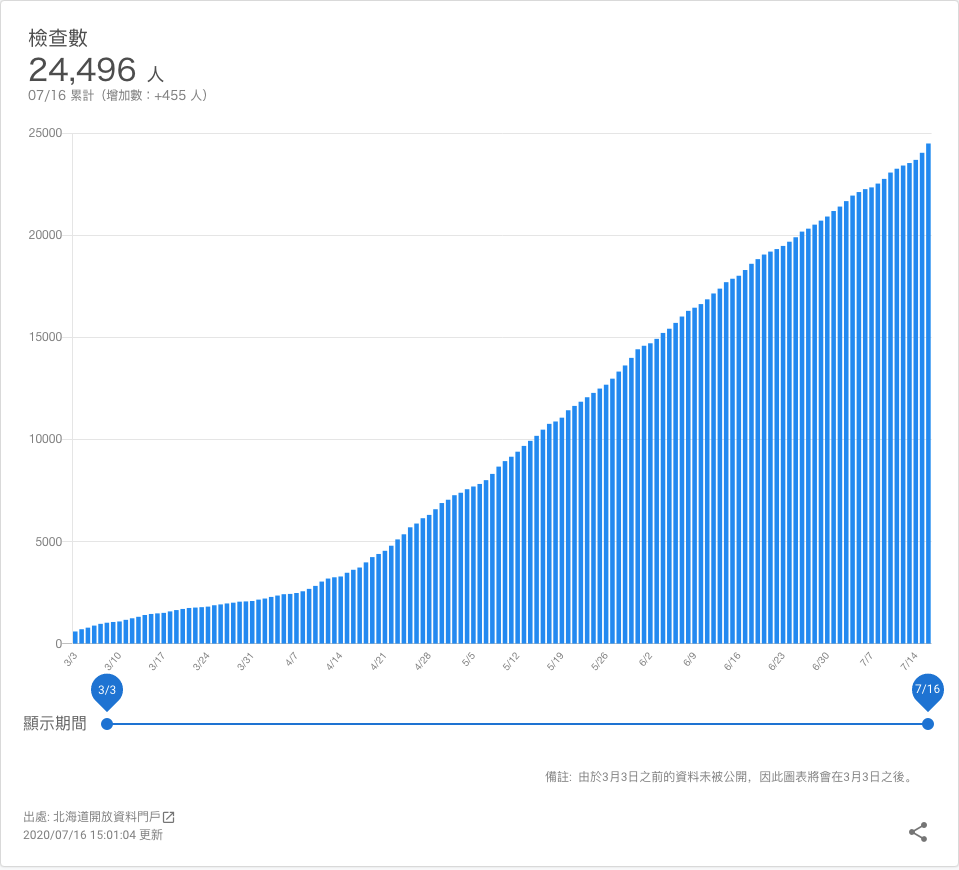 檢查數
24,496 人
07/16 累計（增加數：+455 人）
25000
20000
15000
10000
5000
0
3/3 3/10 3/17 3/24 3/31 4/7 4/14 4/21 4/28 5/5 5/12 5/19 5/26 6/2 6/9 6/16 6/23 6/30 7/7 7/14
3/3 7/16
顯示期間
備註: 由於3月3日之前的資料未被公開，因此圖表將會在3月3日之後。
出處: 北海道開放資料門戶
2020/07/16 15:01:04 更新